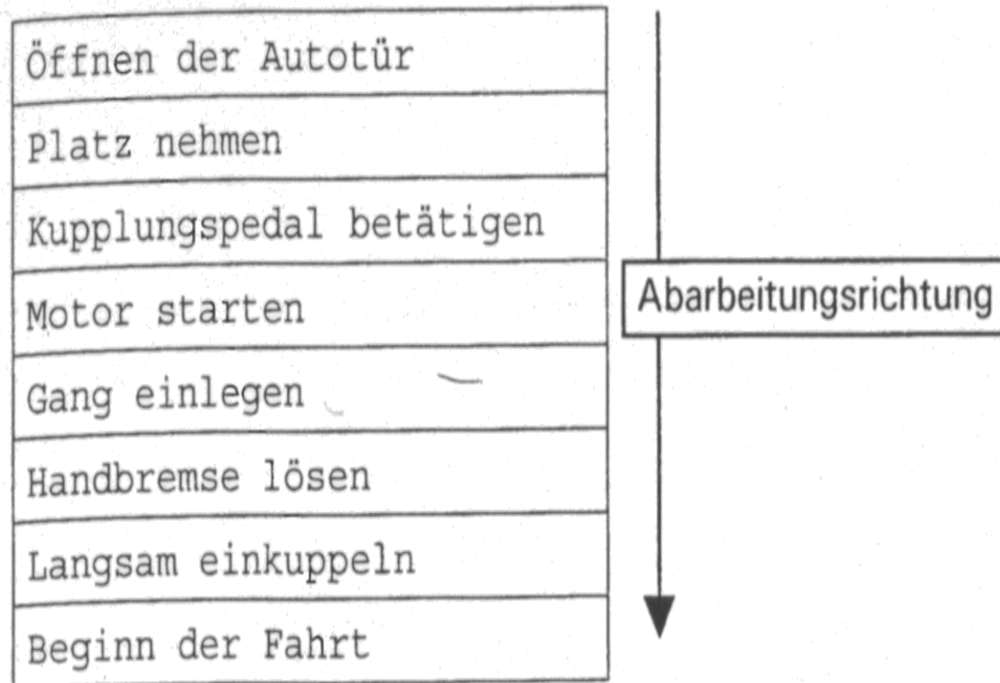 Öffnen der Autotür
Platz nehmen
Kupplungspedal betätigen
Motor starten
Abarbeitungsrichtung
Gang einlegen
Handbremse lösen
Langsam einkuppeln
Beginn der Fahrt